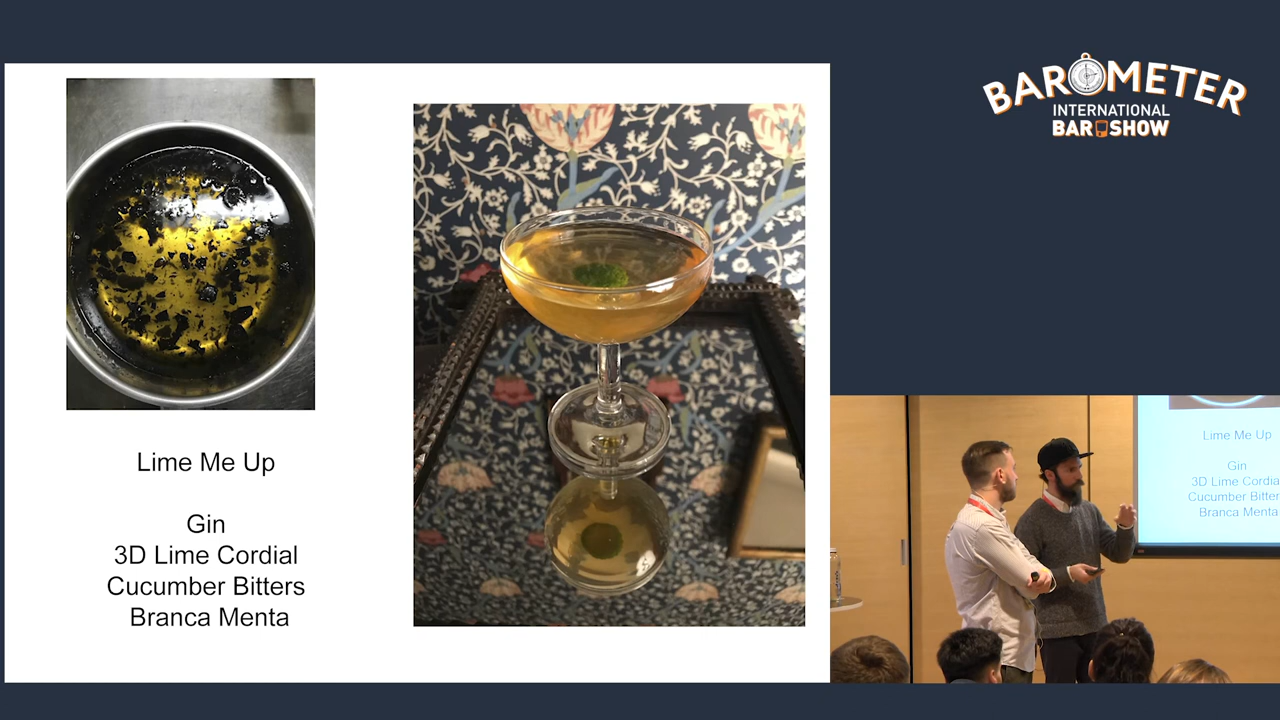 BAROMETER
INTERNATIONAL
BAR SHOW
Lime Me Up
Gin
3D Lime Cordial
Cucumber Bitters
Branca Menta
Lime Me Up
Gin
3D Lime Cordia
Cucumber Bitter
Branca Menta